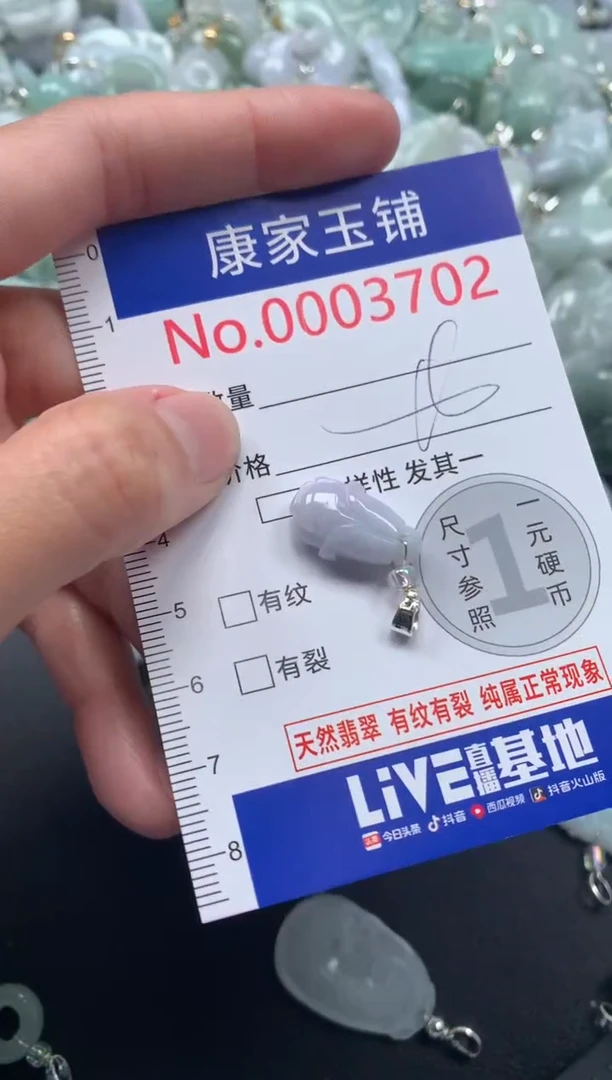 康家玉铺
No.0003702
量
价格
样性 发其一
有纹
有裂
一元硬币
尺寸参照
1
天然翡翠 有纹有裂 纯属正常现象
LiVE直播基地
今日头条 抖音 西瓜视频 抖音火山版
0
1
4
5
6
7
8